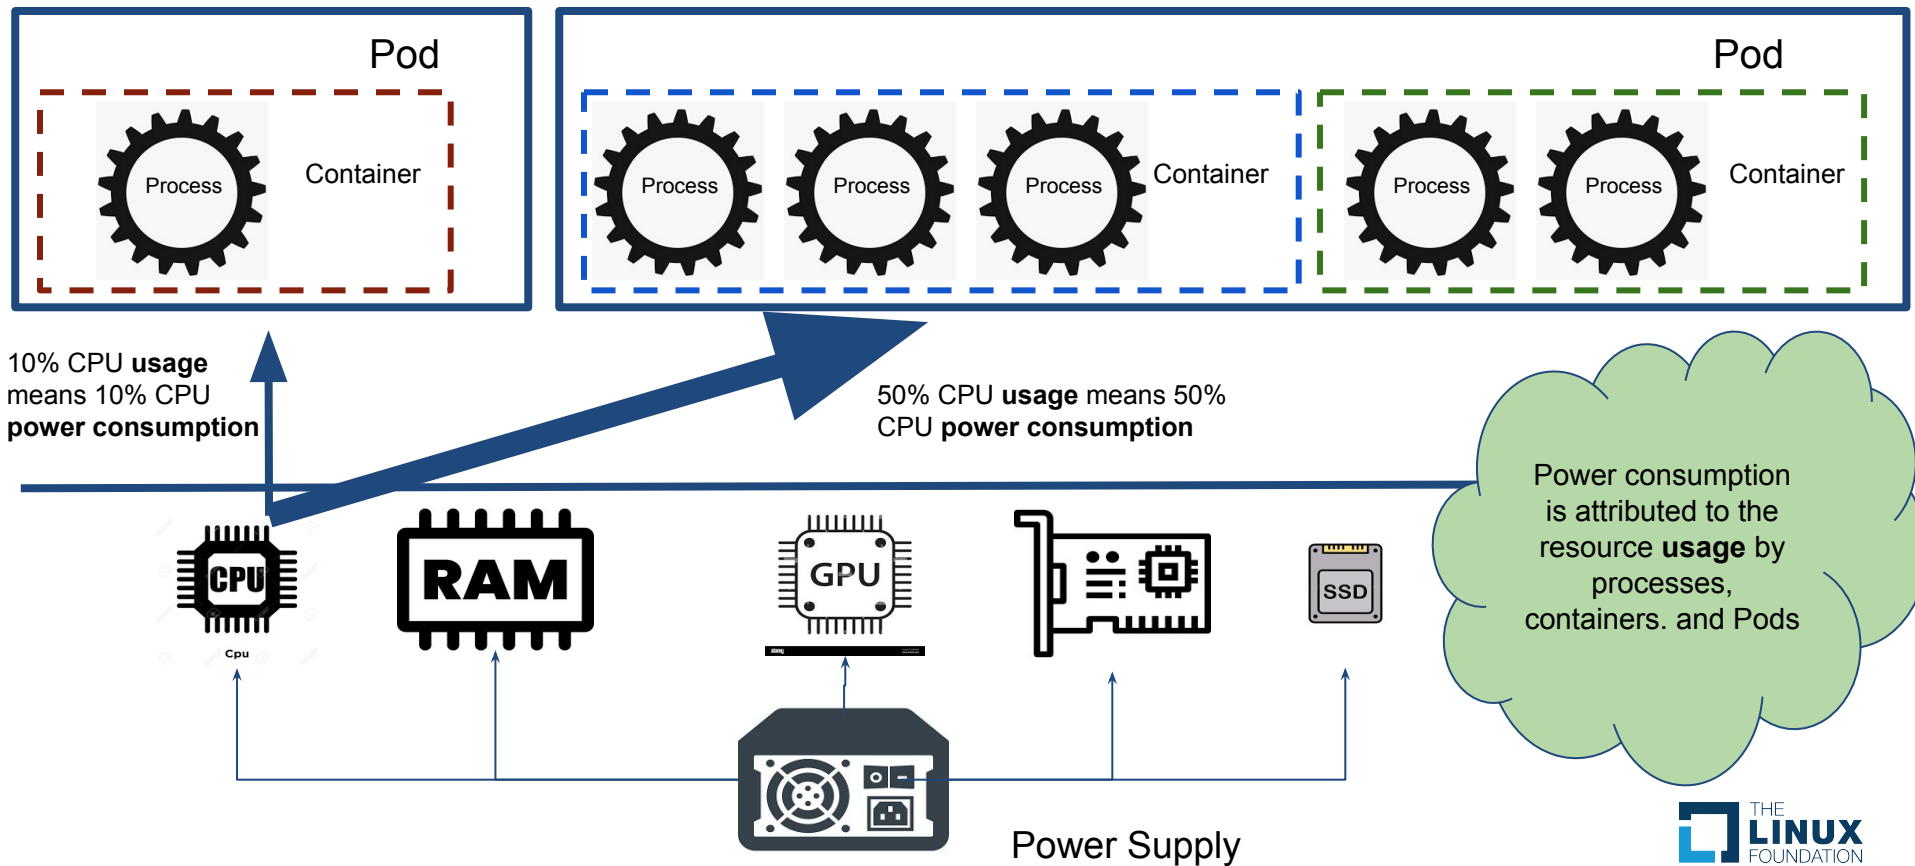 Pod
Pod
Process
Container
Process
Process
Process
Container
Process
Process
Container
10% CPU usage
means 10% CPU
power consumption
50% CPU usage means 50%
CPU power consumption
Power consumption
is attributed to the
resource usage by
processes,
containers. and Pods
CPU
Cpu
RAM
GPU
alamy
SSD
Power Supply
THE
LINUX
FOUNDATION